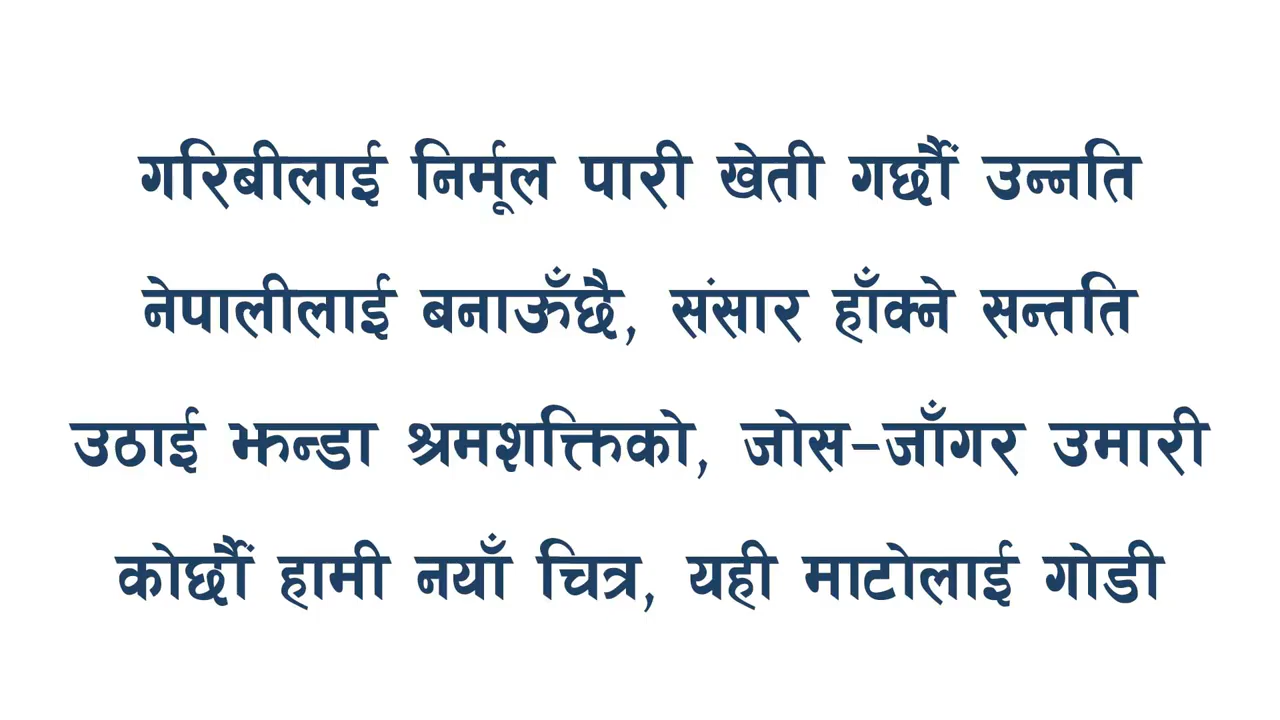 गरिबीलाई निर्मूल पारी खेती गर्छौं उन्नति
नेपालीलाई बनाऊँछै, संसार हाँक्ने सन्तति
उठाई झन्डा श्रमशक्तिको, जोस-जाँगर उमारी
कोर्छौं हामी नयाँ चित्र, यही माटोलाई गोडी